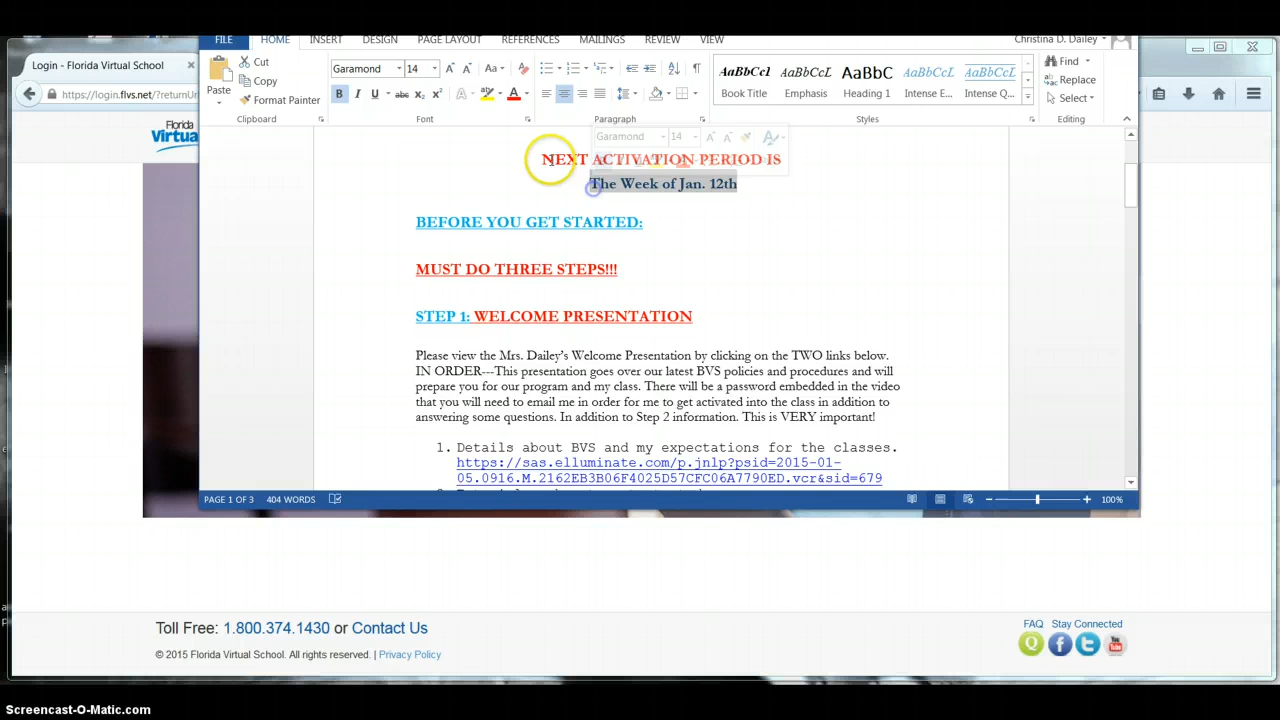 FILE HOME INSERT DESIGN PAGE LAYOUT REFERENCES MAILINGS REVIEW VIEW Christina D. Dailey
Login - Florida Virtual School
Cut
Copy
Format Painter
Paste
Clipboard
Garamond 14
Font
Paragraph
AaBbCcI AaBbCcL AaBbC AaBbCcL AaBbCcL
Book Title Emphasis Heading 1 Intense E... Intense Q...
Styles
Find
Replace
Select
Editing
https://login.flvs.net/?returnU
Florida
Virtua
Garamond 14
NEXT ACTIVATION PERIOD IS
The Week of Jan. 12th
BEFORE YOU GET STARTED:
MUST DO THREE STEPS!!!
STEP 1: WELCOME PRESENTATION
Please view the Mrs. Dailey's Welcome Presentation by clicking on the TWO links below.
IN ORDER---This presentation goes over our latest BVS policies and procedures and will
prepare you for our program and my class. There will be a password embedded in the video
that you will need to email me in order for me to get activated into the class in addition to
answering some questions. In addition to Step 2 information. This is VERY important!
1. Details about BVS and my expectations for the classes.
https://sas.elluminate.com/p.jnlp?psid=2015-01-
05.0916.M.2162EB3B06F4025D57CFC06A7790ED.vcr&sid=679
PAGE 1 OF 3 404 WORDS 100%
Toll Free: 1.800.374.1430 or Contact Us
© 2015 Florida Virtual School. All rights reserved. | Privacy Policy
FAQ Stay Connected
Screencast-O-Matic.com